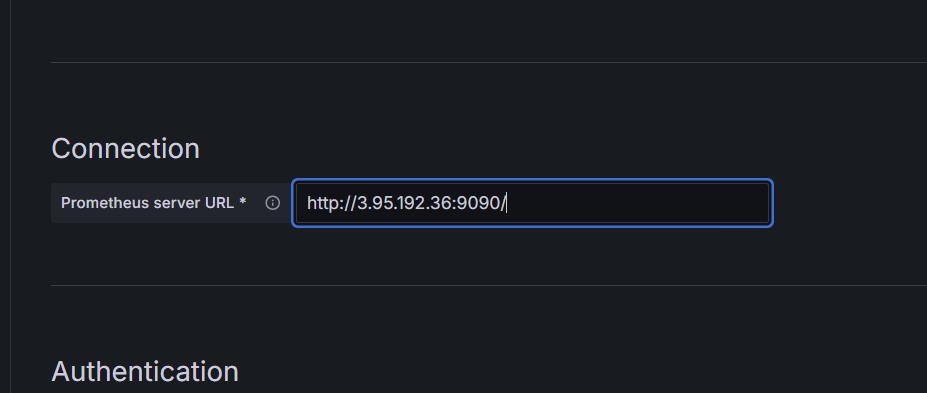 Connection
Prometheus server URL *
http://3.95.192.36:9090/
Authentication